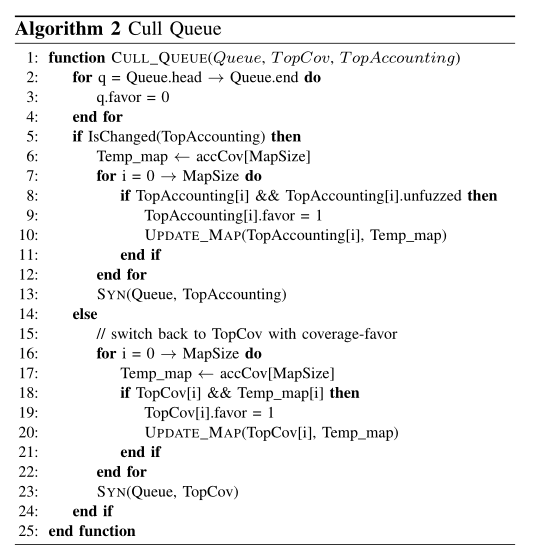 Algorithm 2 Cull Queue
1: function CULL_QUEUE(Queue, TopCov, TopAccounting)
2: for q = Queue.head → Queue.end do
3: q.favor = 0
4: end for
5: if IsChanged(TopAccounting) then
6: Temp_map ← accCov[MapSize]
7: for i = 0 → MapSize do
8: if TopAccounting[i] && TopAccounting[i].unfuzzed then
9: TopAccounting[i].favor = 1
10: UPDATE_MAP(TopAccounting[i], Temp_map)
11: end if
12: end for
13: SYN(Queue, TopAccounting)
14: else
15: // switch back to TopCov with coverage-favor
16: for i = 0 → MapSize do
17: Temp_map ← accCov[MapSize]
18: if TopCov[i] && Temp_map[i] then
19: TopCov[i].favor = 1
20: UPDATE_MAP(TopCov[i], Temp_map)
21: end if
22: end for
23: SYN(Queue, TopCov)
24: end if
25: end function